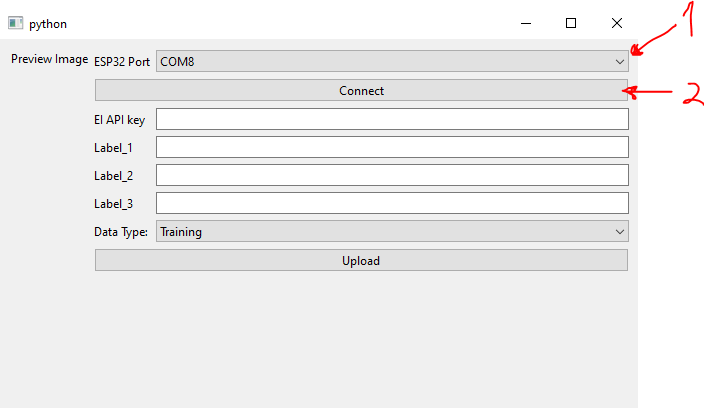 python
Preview Image ESP32 Port COM8 1
Connect 2
EI API key
Label_1
Label_2
Label_3
Data Type: Training
Upload